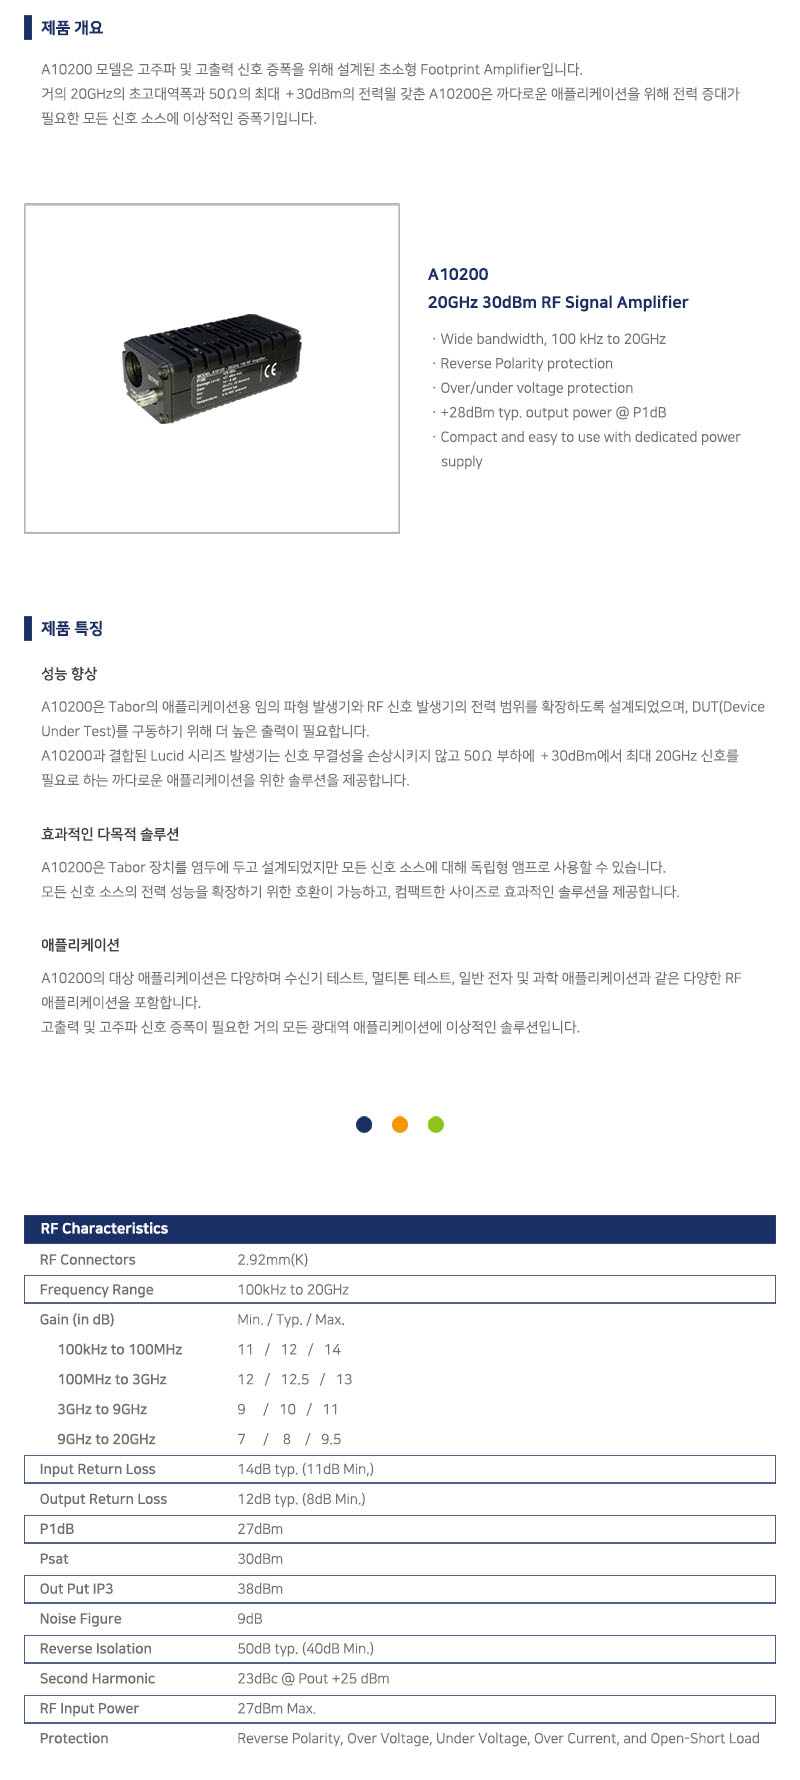 제품 개요
A10200 모델은 고주파 및 고출력 신호 증폭을 위해 설계된 초소형 Footprint Amplifier입니다.
거의 20GHz의 초고대역폭과 50Ω의 최대 +30dBm의 전력윌 갖춘 A10200은 까다로운 애플리케이션을 위해 전력 증대가
필요한 모든 신호 소스에 이상적인 증폭기입니다.
A10200
20GHz 30dBm RF Signal Amplifier
· Wide bandwidth, 100 kHz to 20GHz
· Reverse Polarity protection
· Over/under voltage protection
· +28dBm typ. output power @ P1dB
· Compact and easy to use with dedicated power
supply
제품 특징
성능 향상
A10200은 Tabor의 애플리케이션용 임의 파형 발생기와 RF 신호 발생기의 전력 범위를 확장하도록 설계되었으며, DUT(Device
Under Test)를 구동하기 위해 더 높은 출력이 필요합니다.
A10200과 결합된 Lucid 시리즈 발생기는 신호 무결성을 손상시키지 않고 50Ω 부하에 +30dBm에서 최대 20GHz 신호를
필요로 하는 까다로운 애플리케이션을 위한 솔루션을 제공합니다.
효과적인 다목적 솔루션
A10200은 Tabor 장치를 염두에 두고 설계되었지만 모든 신호 소스에 대해 독립형 앰프로 사용할 수 있습니다.
모든 신호 소스의 전력 성능을 확장하기 위한 호환이 가능하고, 컴팩트한 사이즈로 효과적인 솔루션을 제공합니다.
애플리케이션
A10200의 대상 애플리케이션은 다양하며 수신기 테스트, 멀티톤 테스트, 일반 전자 및 과학 애플리케이션과 같은 다양한 RF
애플리케이션을 포함합니다.
고출력 및 고주파 신호 증폭이 필요한 거의 모든 광대역 애플리케이션에 이상적인 솔루션입니다.
RF Characteristics
RF Connectors 2.92mm(K)
Frequency Range 100kHz to 20GHz
Gain (in dB) Min. / Typ. / Max.
100kHz to 100MHz 11 / 12 / 14
100MHz to 3GHz 12 / 12.5 / 13
3GHz to 9GHz 9 / 10 / 11
9GHz to 20GHz 7 / 8 / 9.5
Input Return Loss 14dB typ. (11dB Min,)
Output Return Loss 12dB typ. (8dB Min.)
P1dB 27dBm
Psat 30dBm
Out Put IP3 38dBm
Noise Figure 9dB
Reverse Isolation 50dB typ. (40dB Min.)
Second Harmonic 23dBc @ Pout +25 dBm
RF Input Power 27dBm Max.
Protection Reverse Polarity, Over Voltage, Under Voltage, Over Current, and Open-Short Load